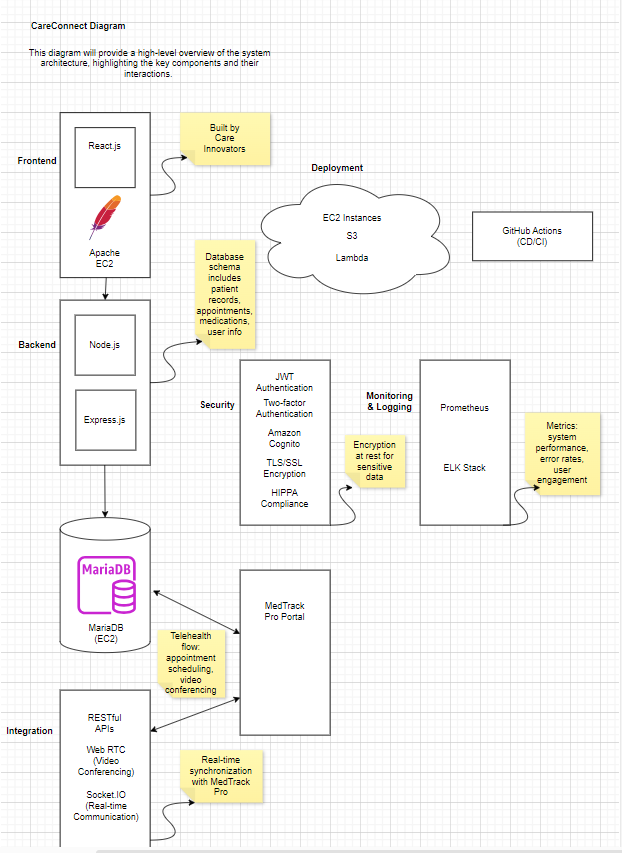 CareConnect Diagram
This diagram will provide a high-level overview of the system
architecture, highlighting the key components and their
interactions.
Frontend
React.js
Apache
EC2
Built by
Care
Innovators
Deployment
EC2 Instances
S3
Lambda
GitHub Actions
(CD/CI)
Backend
Node.js
Express.js
Database
schema
includes
patient
records,
appointments,
medications,
user info
Security
JWT
Authentication
Two-factor
Authentication
Amazon
Cognito
TLS/SSL
Encryption
HIPPA
Compliance
Encryption
at rest for
sensitive
data
Monitoring
& Logging
Prometheus
ELK Stack
Metrics:
system
performance,
error rates,
user
engagement
MariaDB
MariaDB
(EC2)
MedTrack
Pro Portal
Telehealth
flow:
appointment
scheduling,
video
conferencing
Integration
RESTful
APIs
Web RTC
(Video
Conferencing)
Socket.IO
(Real-time
Communication)
Real-time
synchronization
with MedTrack
Pro